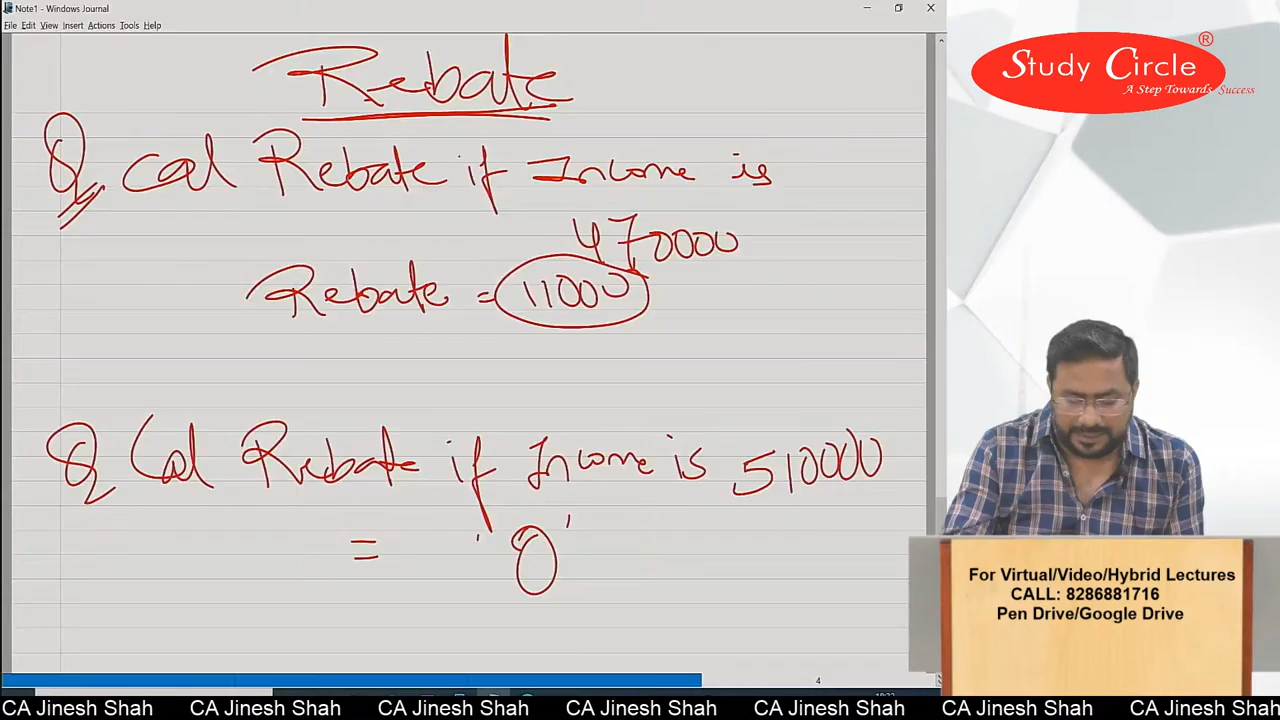 Note1 - Windows Journal
File Edit View Insert Actions Tools Help
Rebate
Q Cal Rebate if Income is
470000
Rebate = 11000
Q Cal Rebate if Income is 510000
= '0'
4
Study Circle ®
A Step Towards Success
For Virtual/Video/Hybrid Lectures
CALL: 8286881716
Pen Drive/Google Drive
CA Jinesh Shah CA Jinesh Shah CA Jinesh Shah CA Jinesh Shah CA Jinesh Shah CA Jinesh Shah CA Jinesh Shah